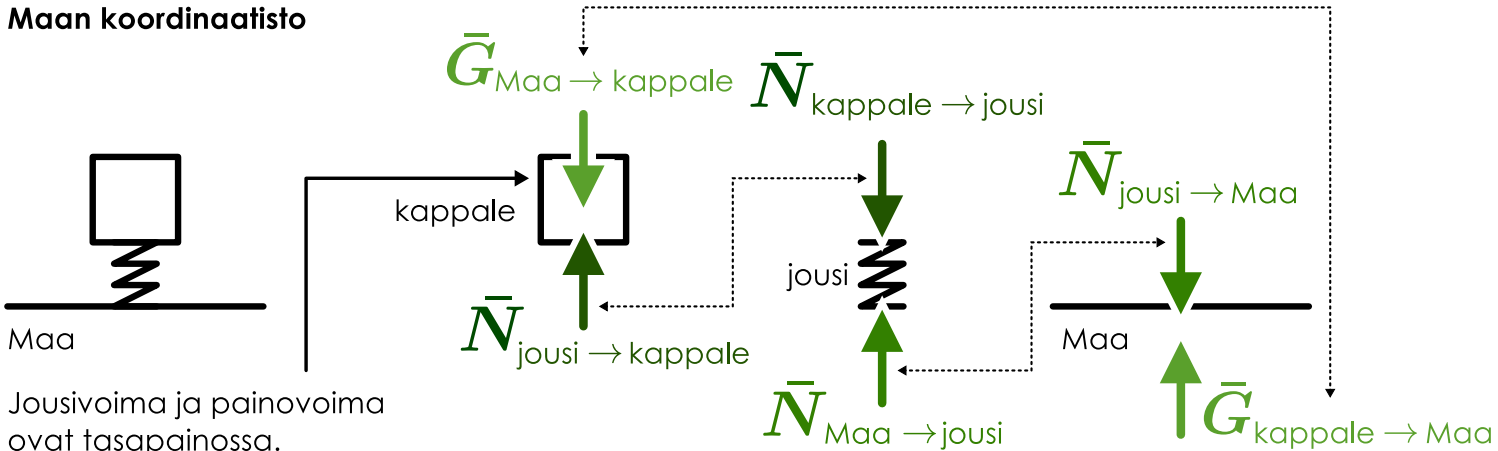 Maan koordinaatisto
Ḡ Maa → kappale
N̄ kappale → jousi
N̄ jousi → Maa
kappale
jousi
Maa
N̄ jousi → kappale
Maa
N̄ Maa → jousi
Ḡ kappale → Maa
Jousivoima ja painovoima
ovat tasapainossa.